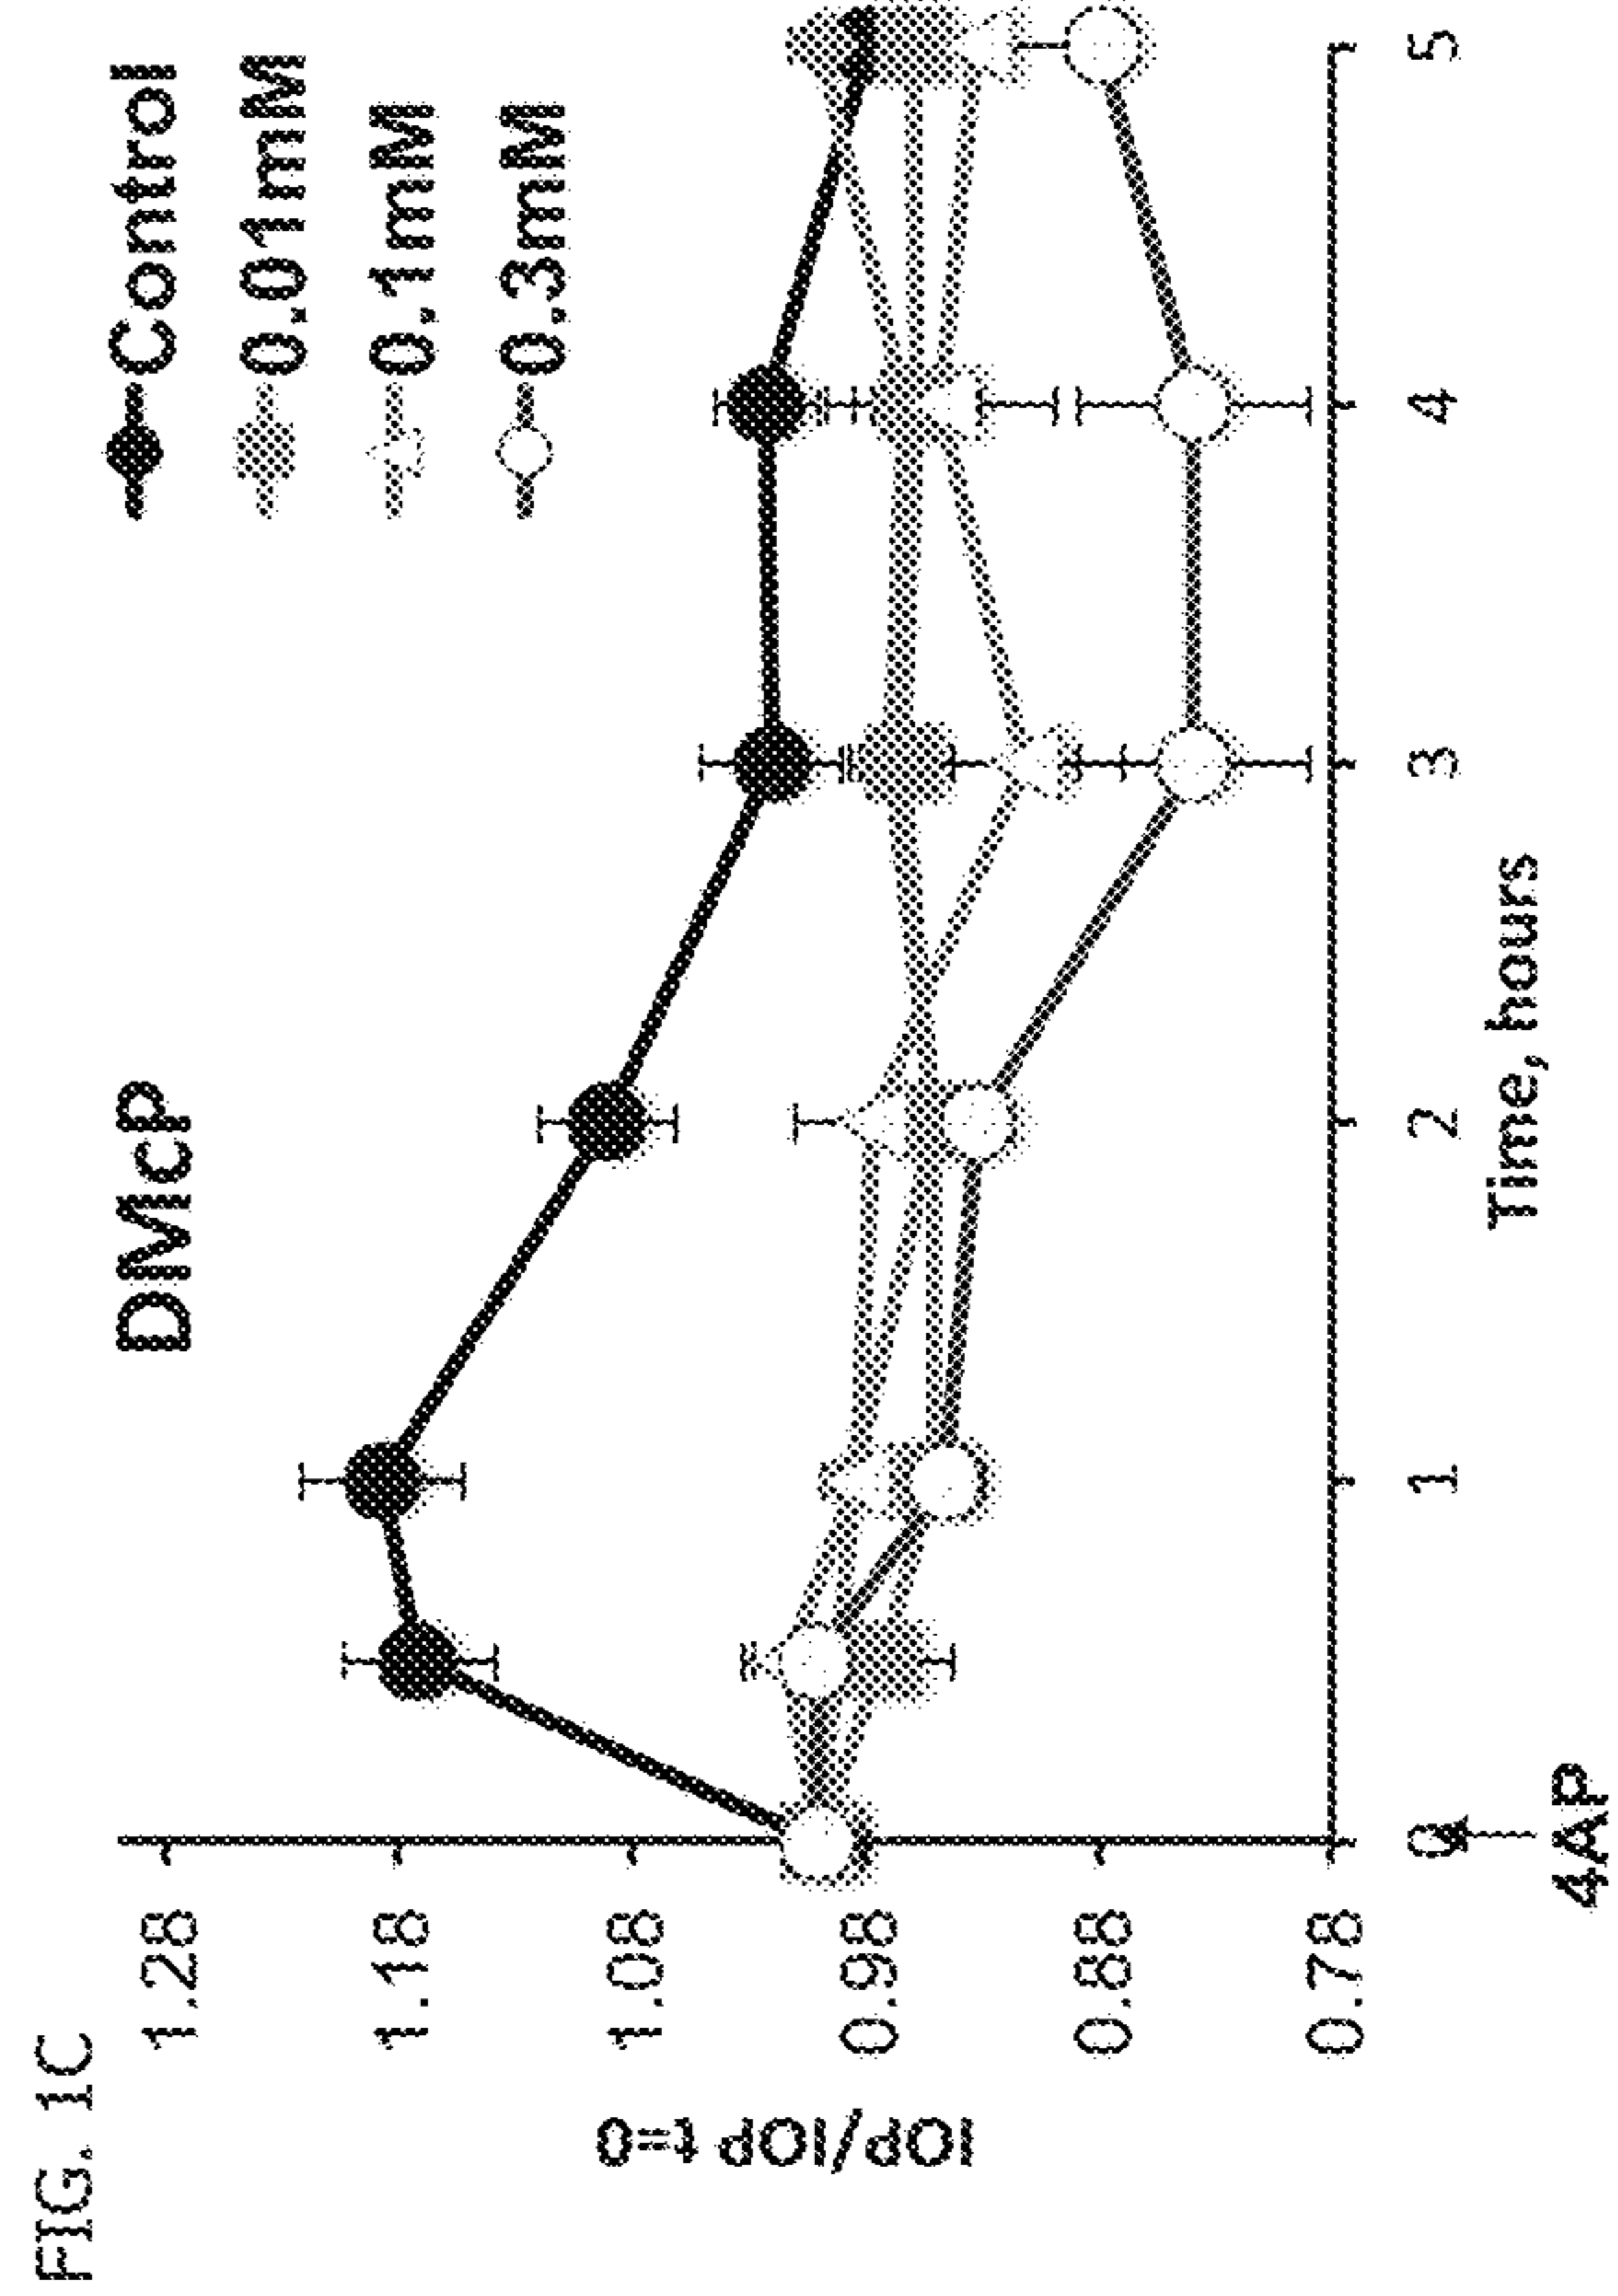 FIG. 1C
DMcP
Control
0.01mM
0.1mM
0.3mM
IOP/IOP t=0
1.28
1.18
1.08
0.98
0.88
0.78
0
1
2
3
4
5
Time, hours
4AP